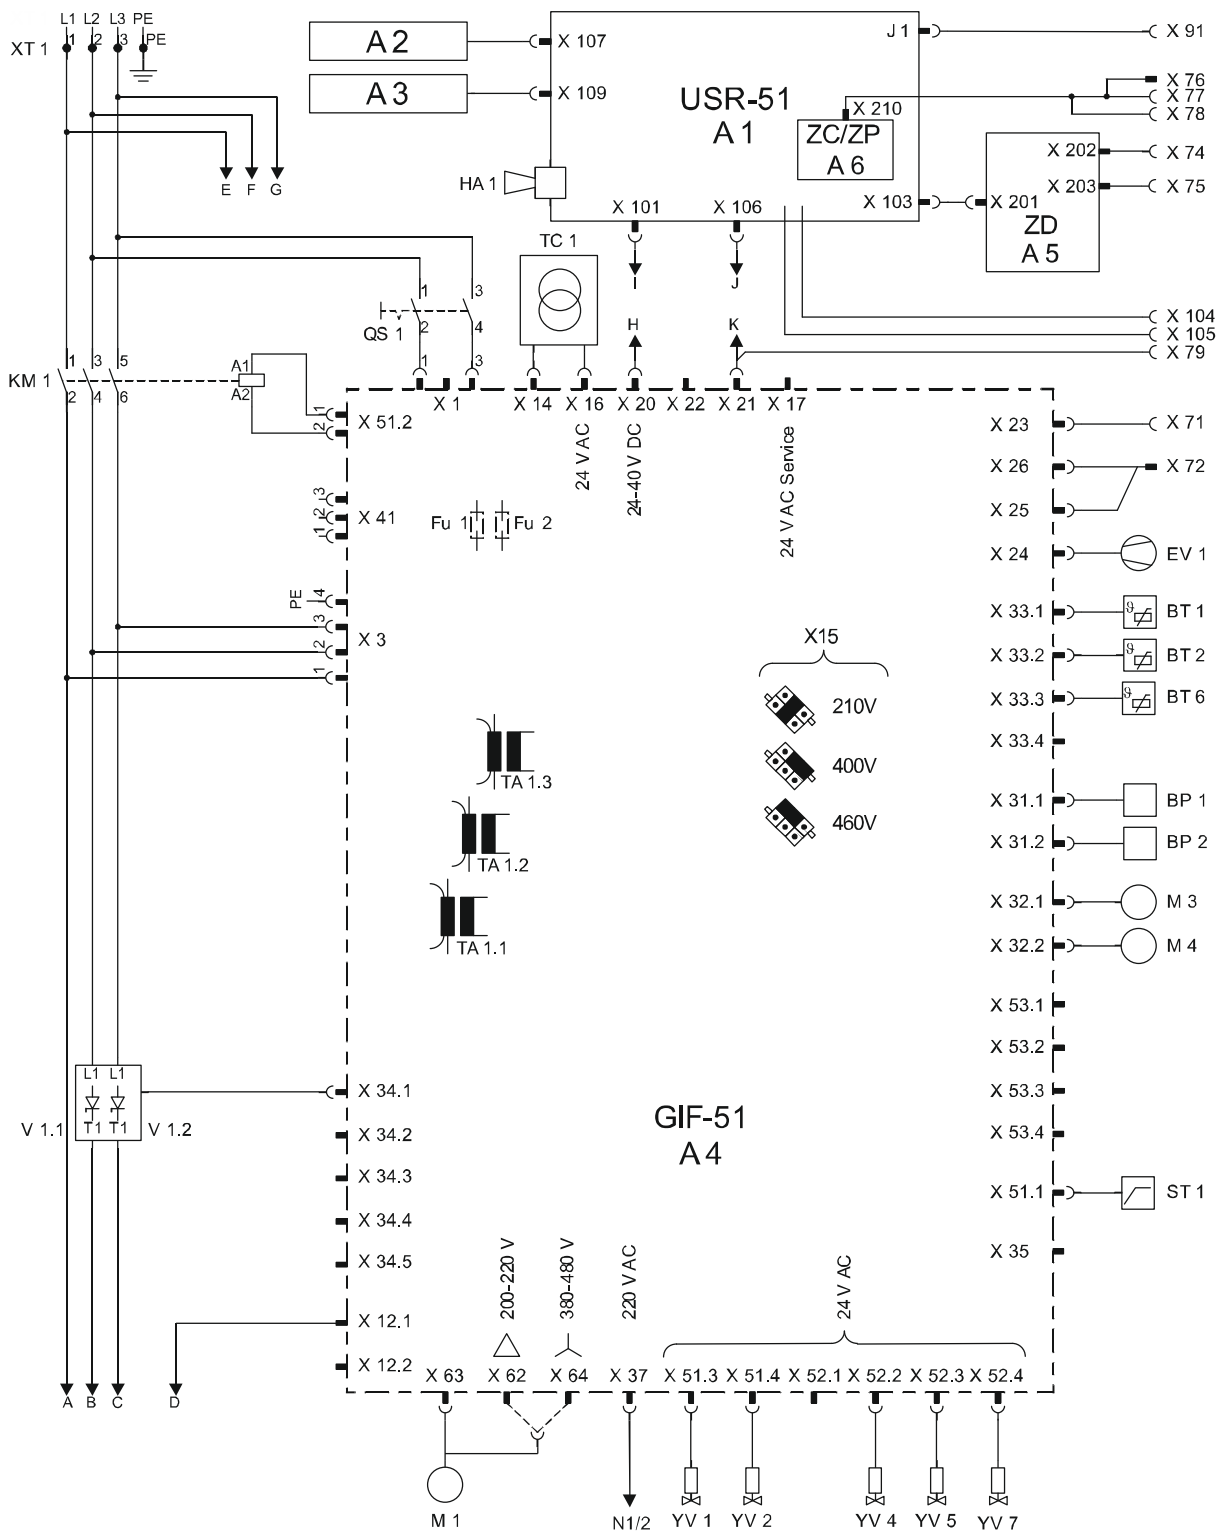 L1 L2 L3 PE
XT 1
1 2 3 PE
A 2
X 107
J 1
X 91
A 3
X 109
USR-51
A 1
X 210
ZC/ZP
A 6
X 76
X 77
X 78
X 202
X 74
X 203
X 75
E F G
HA 1
X 101
X 106
X 103
X 201
ZD
A 5
TC 1
I
J
1 3
QS 1
2 4
H
K
X 104
X 105
X 79
1 3
KM 1
1 3 5
2 4 6
A1
A2
X 1
X 14
X 16
X 20
X 22
X 21
X 17
24 V AC
24-40 V DC
24 V AC Service
1
2
X 51.2
X 23
X 71
X 26
X 72
X 25
3
2
1
X 41
Fu 1
Fu 2
X 24
EV 1
PE
4
3
2
1
X 3
X 33.1
ϑ
BT 1
X 33.2
ϑ
BT 2
X 33.3
ϑ
BT 6
X 33.4
X15
210V
400V
460V
TA 1.3
TA 1.2
TA 1.1
X 31.1
BP 1
X 31.2
BP 2
X 32.1
M 3
X 32.2
M 4
X 53.1
X 53.2
X 53.3
X 53.4
L1 L1
T1 T1
V 1.1
V 1.2
X 34.1
X 34.2
X 34.3
X 34.4
X 34.5
GIF-51
A 4
X 51.1
ST 1
X 35
X 12.1
X 12.2
200-220 V
380-480 V
220 V AC
24 V AC
A B C D
X 63
X 62
X 64
X 37
X 51.3
X 51.4
X 52.1
X 52.2
X 52.3
X 52.4
M 1
N1/2
YV 1
YV 2
YV 4
YV 5
YV 7